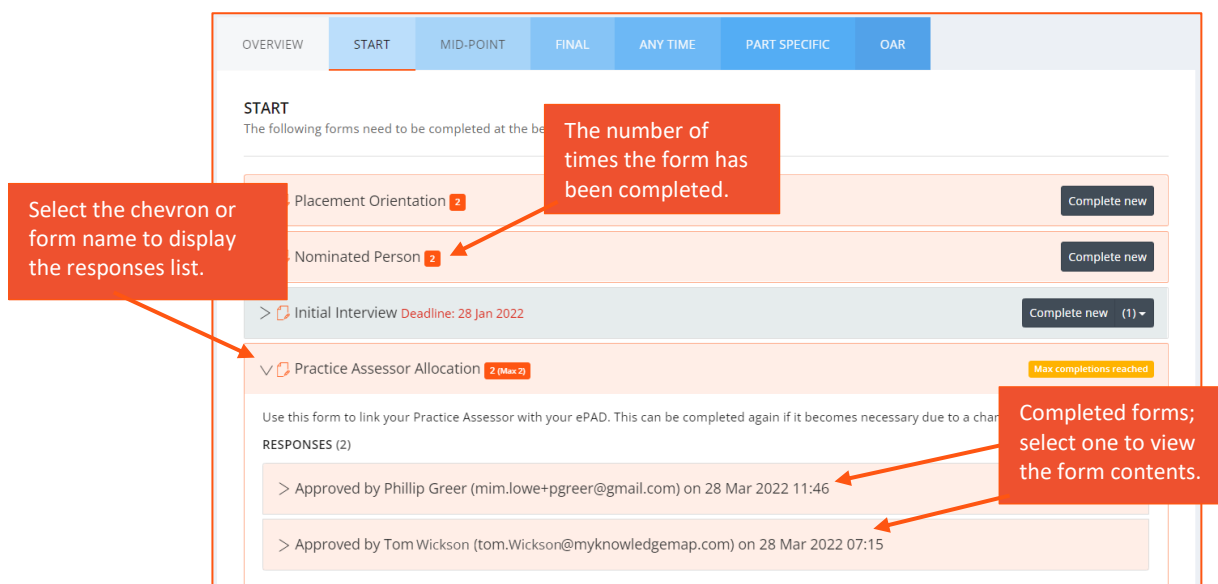 OVERVIEW START MID-POINT FINAL ANY TIME PART SPECIFIC OAR
START
The following forms need to be completed at the be
The number of
times the form has
been completed.
Select the chevron or
form name to display
the responses list.
Placement Orientation 2 Complete new
Nominated Person 2 Complete new
> Initial Interview Deadline: 28 Jan 2022 Complete new (1)
Practice Assessor Allocation 2 (Max 2) Max completions reached
Use this form to link your Practice Assessor with your ePAD. This can be completed again if it becomes necessary due to a
RESPONSES (2)
Completed forms;
select one to view
the form contents.
> Approved by Phillip Greer (mim.lowe+pgreer@gmail.com) on 28 Mar 2022 11:46
> Approved by Tom Wickson (tom.Wickson@myknowledgemap.com) on 28 Mar 2022 07:15